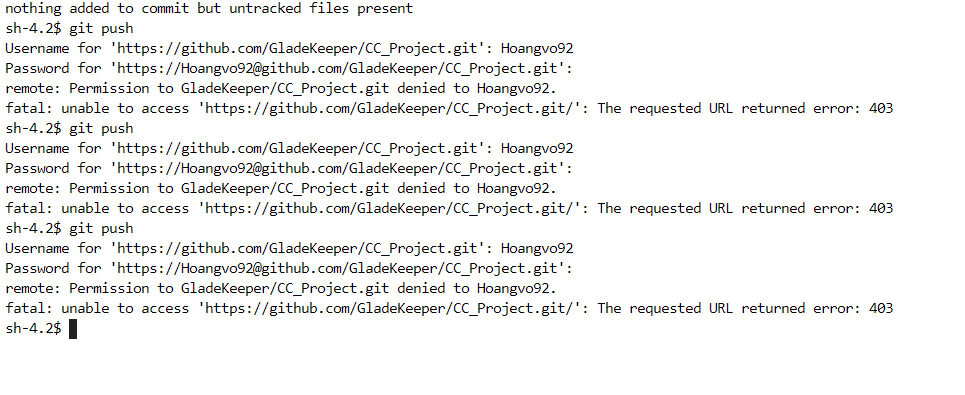 nothing added to commit but untracked files present
sh-4.2$ git push
Username for 'https://github.com/GladeKeeper/CC_Project.git': Hoangvo92
Password for 'https://Hoangvo92@github.com/GladeKeeper/CC_Project.git':
remote: Permission to GladeKeeper/CC_Project.git denied to Hoangvo92.
fatal: unable to access 'https://github.com/GladeKeeper/CC_Project.git/': The requested URL returned error: 403
sh-4.2$ git push
Username for 'https://github.com/GladeKeeper/CC_Project.git': Hoangvo92
Password for 'https://Hoangvo92@github.com/GladeKeeper/CC_Project.git':
remote: Permission to GladeKeeper/CC_Project.git denied to Hoangvo92.
fatal: unable to access 'https://github.com/GladeKeeper/CC_Project.git/': The requested URL returned error: 403
sh-4.2$ git push
Username for 'https://github.com/GladeKeeper/CC_Project.git': Hoangvo92
Password for 'https://Hoangvo92@github.com/GladeKeeper/CC_Project.git':
remote: Permission to GladeKeeper/CC_Project.git denied to Hoangvo92.
fatal: unable to access 'https://github.com/GladeKeeper/CC_Project.git/': The requested URL returned error: 403
sh-4.2$